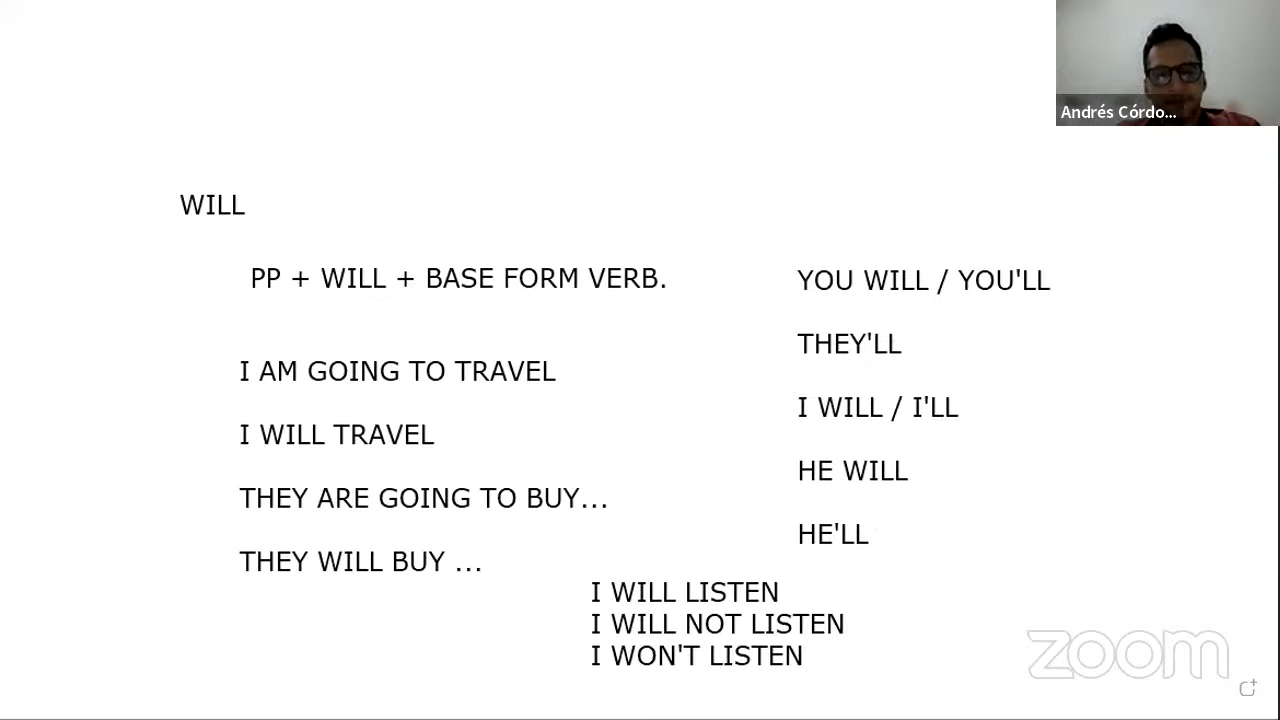 Andrés Córdo...
WILL
PP + WILL + BASE FORM VERB.
I AM GOING TO TRAVEL
I WILL TRAVEL
THEY ARE GOING TO BUY...
THEY WILL BUY ...
YOU WILL / YOU'LL
THEY'LL
I WILL / I'LL
HE WILL
HE'LL
I WILL LISTEN
I WILL NOT LISTEN
I WON'T LISTEN
zoom